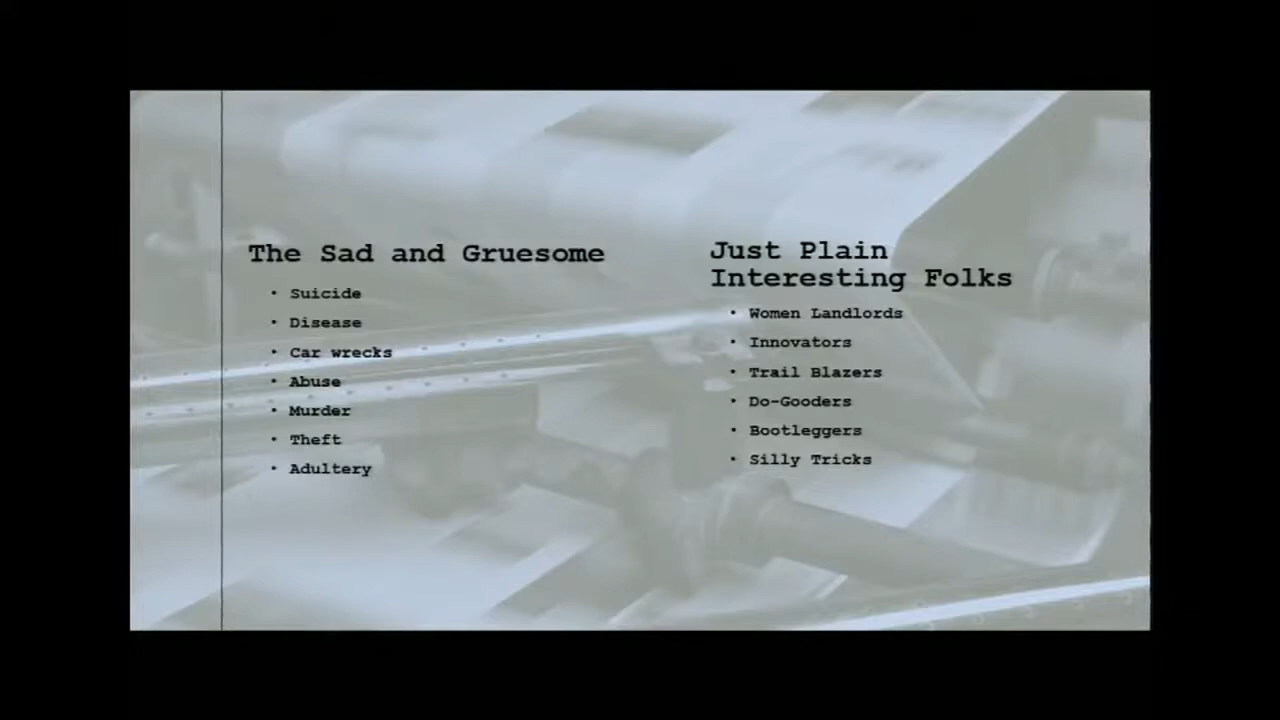 The Sad and Gruesome
• Suicide
• Disease
• Car wrecks
• Abuse
• Murder
• Theft
• Adultery
Just Plain
Interesting Folks
• Women Landlords
• Innovators
• Trail Blazers
• Do-Gooders
• Bootleggers
• Silly Tricks